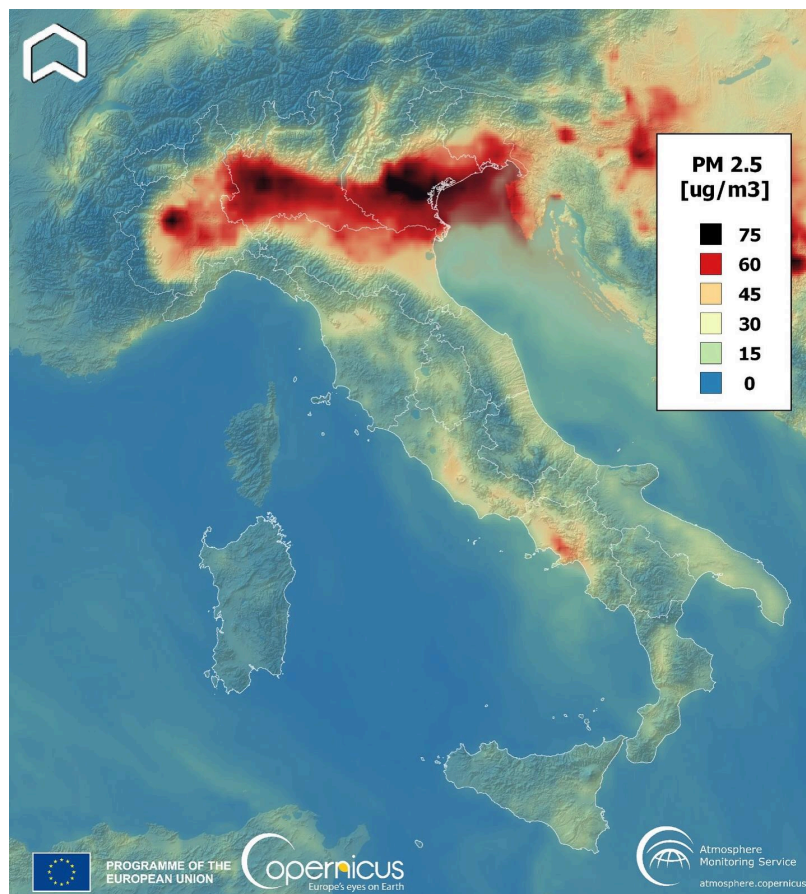 PM 2.5
[ug/m3]
75
60
45
30
15
0
PROGRAMME OF THE
EUROPEAN UNION
Copernicus
Europe's eyes on Earth
Atmosphere
Monitoring Service
atmosphere.copernicus